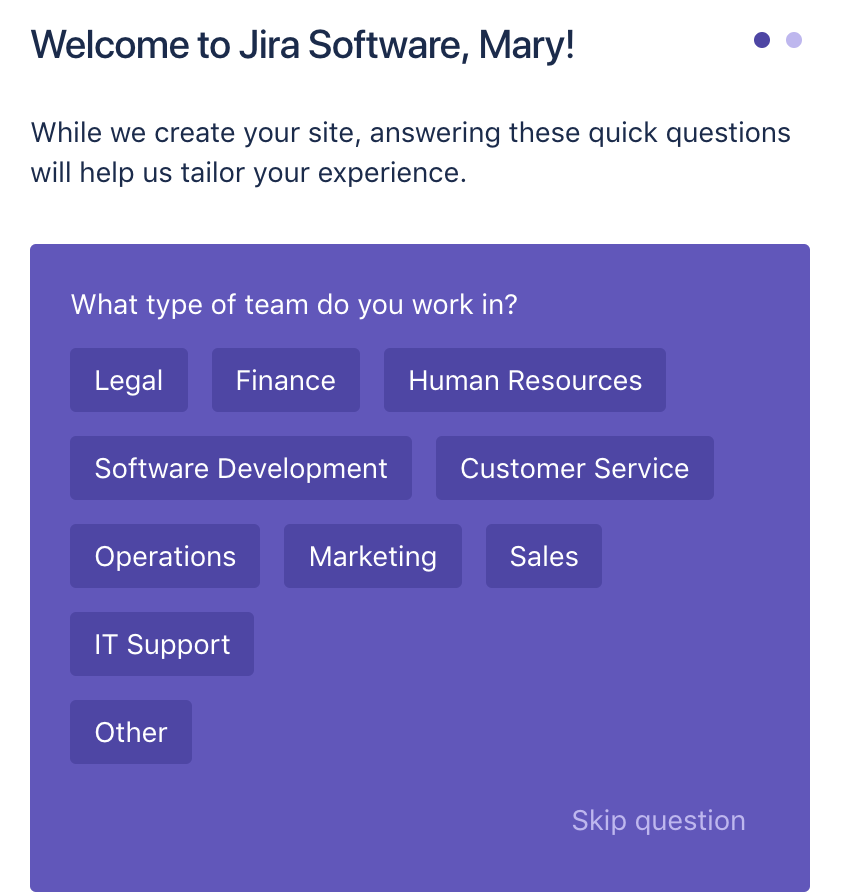 Welcome to Jira Software, Mary!
While we create your site, answering these quick questions
will help us tailor your experience.
What type of team do you work in?
Legal Finance Human Resources
Software Development Customer Service
Operations Marketing Sales
IT Support
Other
Skip question